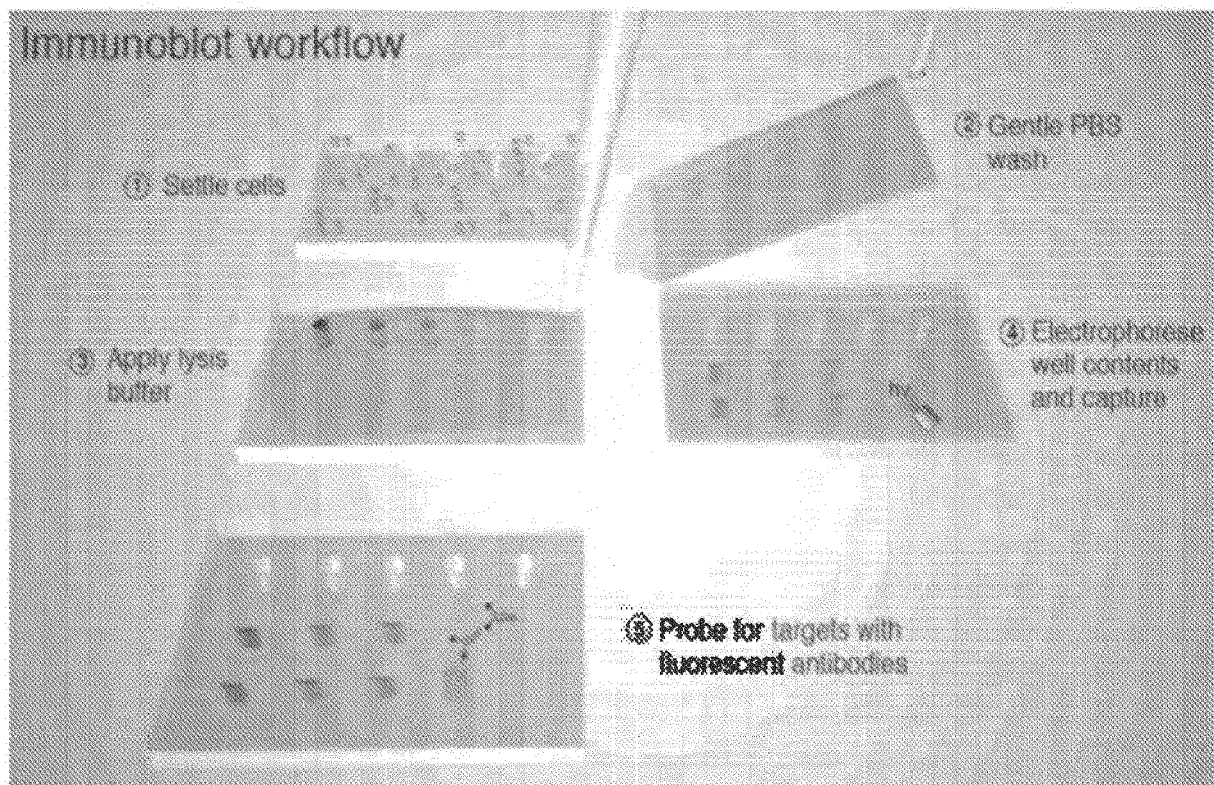 Immunoblot workflow
① Settle cells
② Gentle PBS
wash
③ Apply lysis
buffer
④ Electrophorese
well contents
and capture
hν
⑤ Probe for targets with
fluorescent antibodies